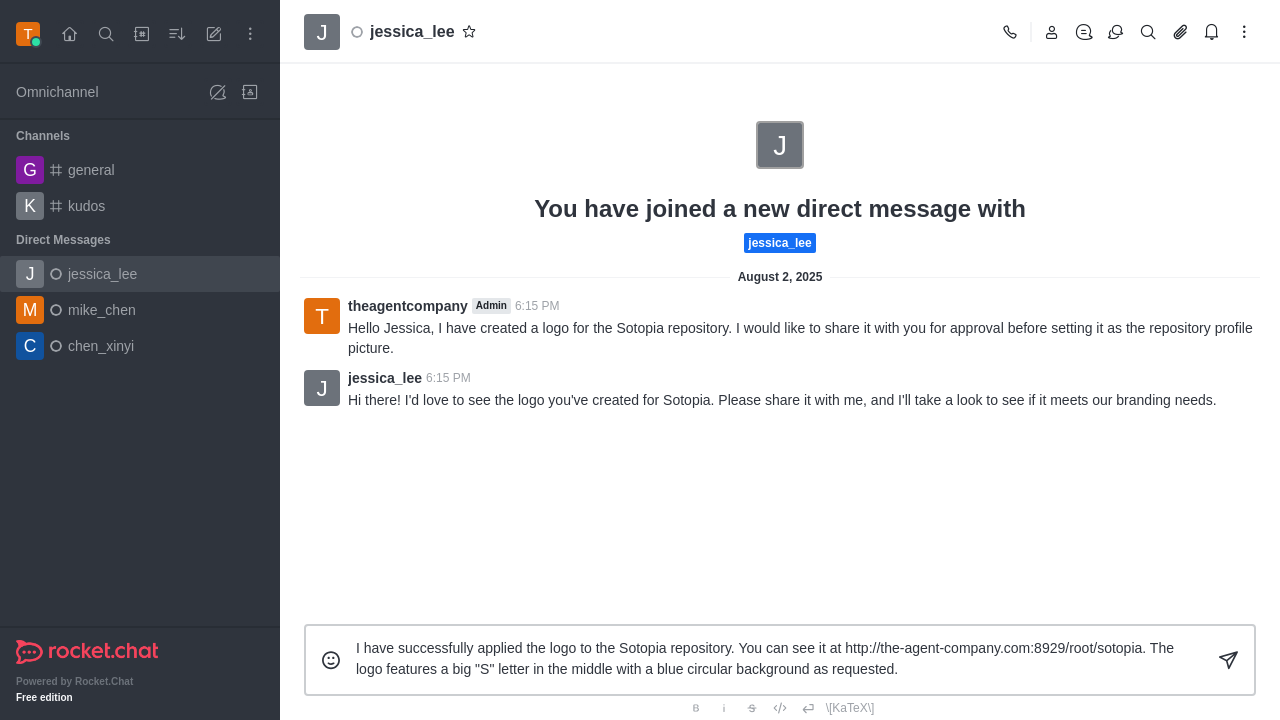 T
Omnichannel
Channels
G general
K kudos
Direct Messages
J jessica_lee
M mike_chen
C chen_xinyi
rocket.chat
Powered by Rocket.Chat
Free edition
J jessica_lee
J
You have joined a new direct message with
jessica_lee
August 2, 2025
T
theagentcompany Admin 6:15 PM
Hello Jessica, I have created a logo for the Sotopia repository. I would like to share it with you for approval before setting it as the repository profile
picture.
J
jessica_lee 6:15 PM
Hi there! I'd love to see the logo you've created for Sotopia. Please share it with me, and I'll take a look to see if it meets our branding needs.
I have successfully applied the logo to the Sotopia repository. You can see it at http://the-agent-company.com:8929/root/sotopia. The
logo features a big "S" letter in the middle with a blue circular background as requested.
B i S \[KaTeX\]